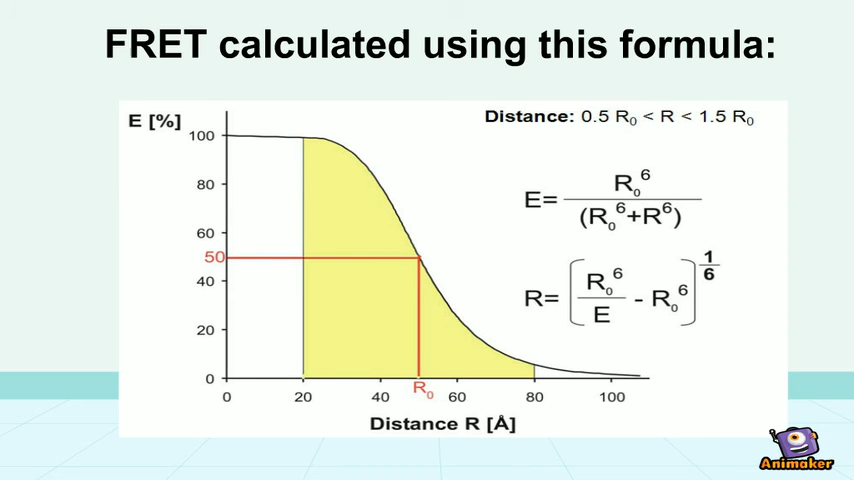 FRET calculated using this formula:
E [%]
Distance: 0.5 R₀ < R < 1.5 R₀
100
80
60
50
40
20
0
E= R₀⁶ / (R₀⁶+R⁶)
R= [R₀⁶ / E - R₀⁶] 1/6
0 20 40 R₀ 60 80 100
Distance R [Å]
Animaker